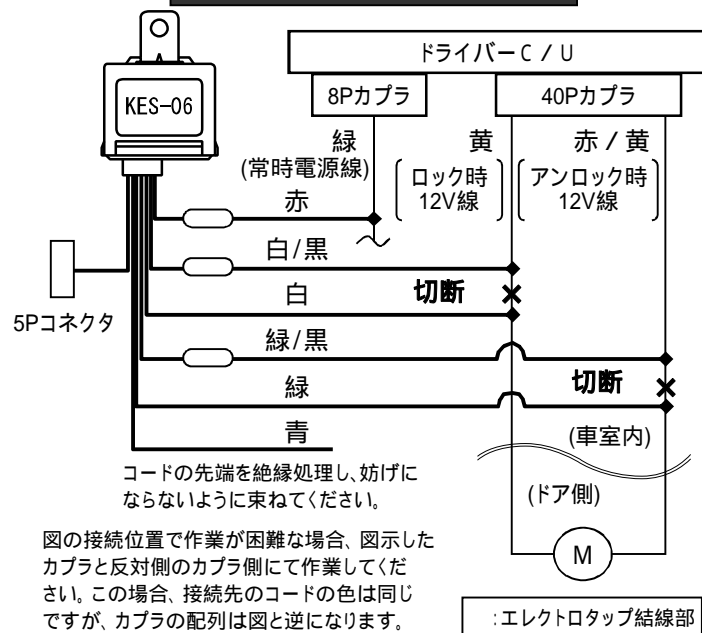 KES-06
ドライバーC / U
8Pカプラ
40Pカプラ
緑
(常時電源線)
黄
ロック時
12V線
赤 / 黄
アンロック時
12V線
赤
白/黒
白
切断
5Pコネクタ
緑/黒
緑
切断
青
(車室内)
コードの先端を絶縁処理し、妨げに
ならないように束ねてください。
(ドア側)
M
図の接続位置で作業が困難な場合、図示した
カプラと反対側のカプラ側にて作業してくだ
さい。この場合、接続先のコードの色は同じ
ですが、カプラの配列は図と逆になります。
:エレクトロタップ結線部